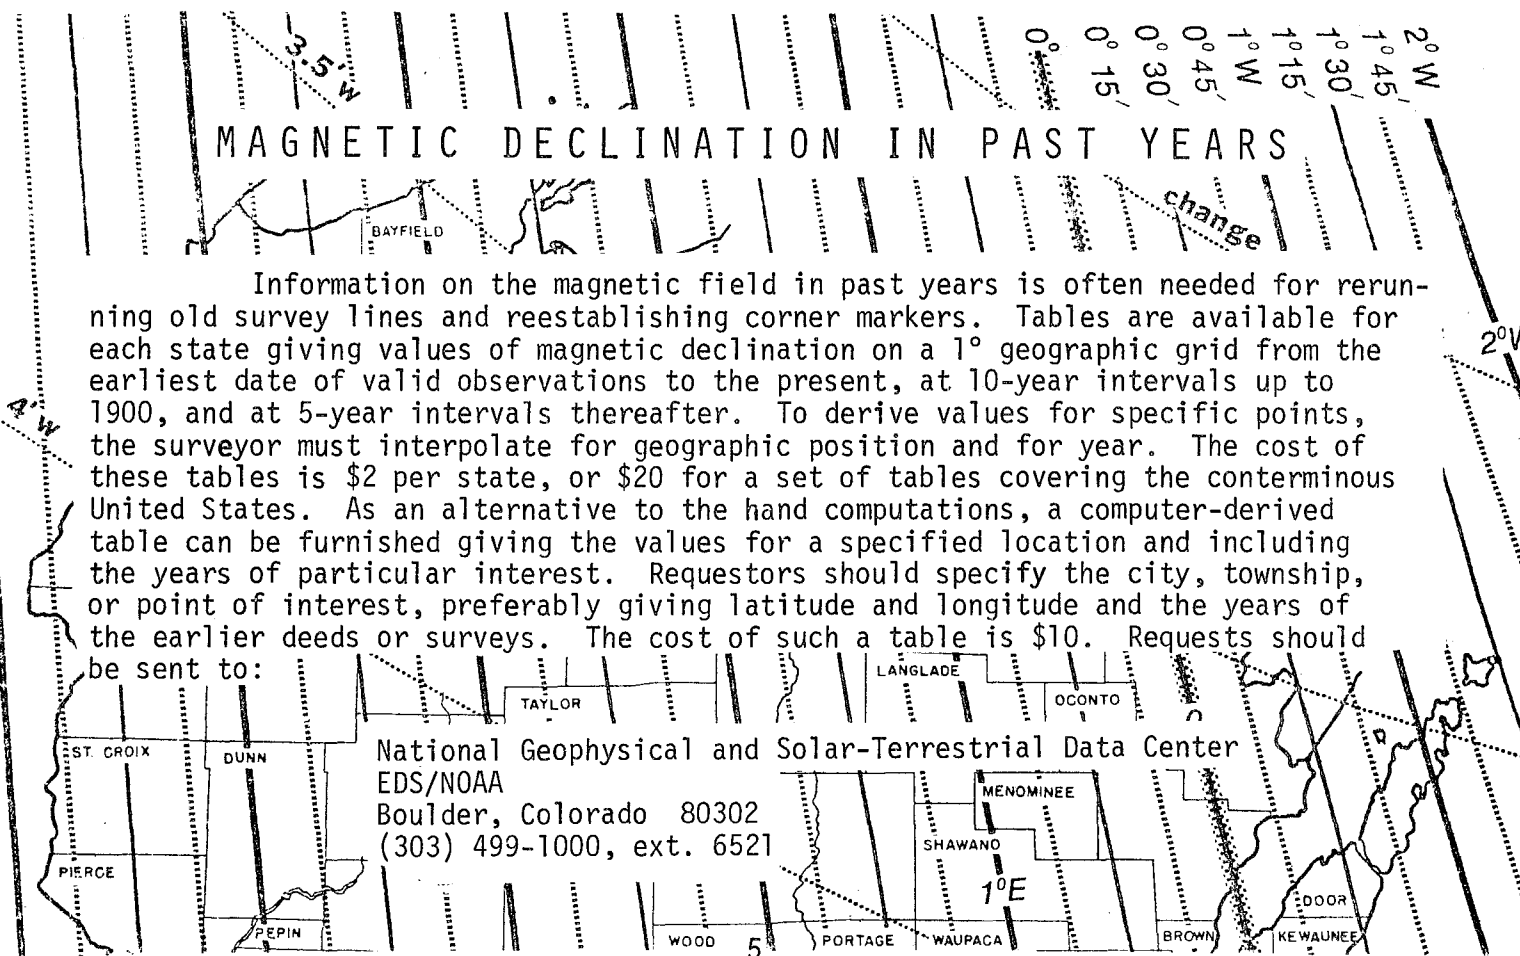 3.5'W
0° 0°15' 0°30' 0°45' 1°W 1°15' 1°30' 1°45' 2°W
MAGNETIC DECLINATION IN PAST YEARS
change
BAYFIELD
Information on the magnetic field in past years is often needed for rerun-
ning old survey lines and reestablishing corner markers. Tables are available for
each state giving values of magnetic declination on a 1° geographic grid from the
earliest date of valid observations to the present, at 10-year intervals up to
1900, and at 5-year intervals thereafter. To derive values for specific points,
the surveyor must interpolate for geographic position and for year. The cost of
these tables is $2 per state, or $20 for a set of tables covering the conterminous
United States. As an alternative to the hand computations, a computer-derived
table can be furnished giving the values for a specified location and including
the years of particular interest. Requestors should specify the city, township,
or point of interest, preferably giving latitude and longitude and the years of
the earlier deeds or surveys. The cost of such a table is $10. Requests should
be sent to:
2°W
4'W
LANGLADE
TAYLOR
OCONTO
ST. CROIX
DUNN
National Geophysical and Solar-Terrestrial Data Center
EDS/NOAA
Boulder, Colorado 80302
(303) 499-1000, ext. 6521
MENOMINEE
SHAWANO
PIERCE
1°E
DOOR
PEPIN
WOOD
5
PORTAGE
WAUPACA
BROWN
KEWAUNEE